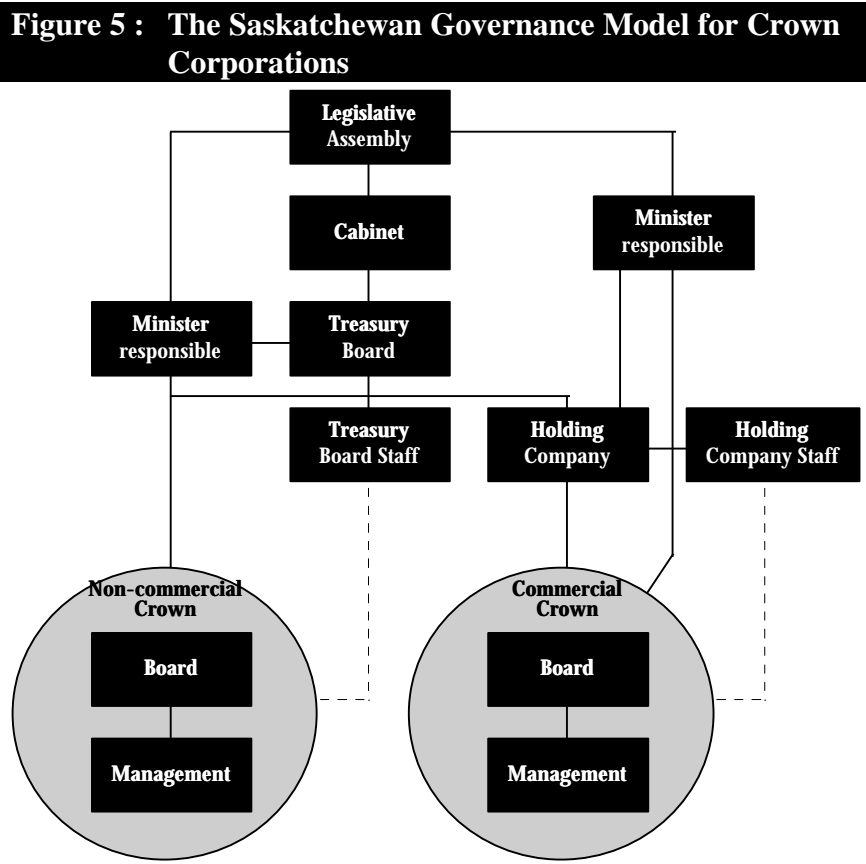 Figure 5 : The Saskatchewan Governance Model for Crown
Corporations
Legislative
Assembly
Cabinet
Minister
responsible
Minister
responsible
Treasury
Board
Treasury
Board Staff
Holding
Company
Holding
Company Staff
Non-commercial
Crown
Board
Management
Commercial
Crown
Board
Management